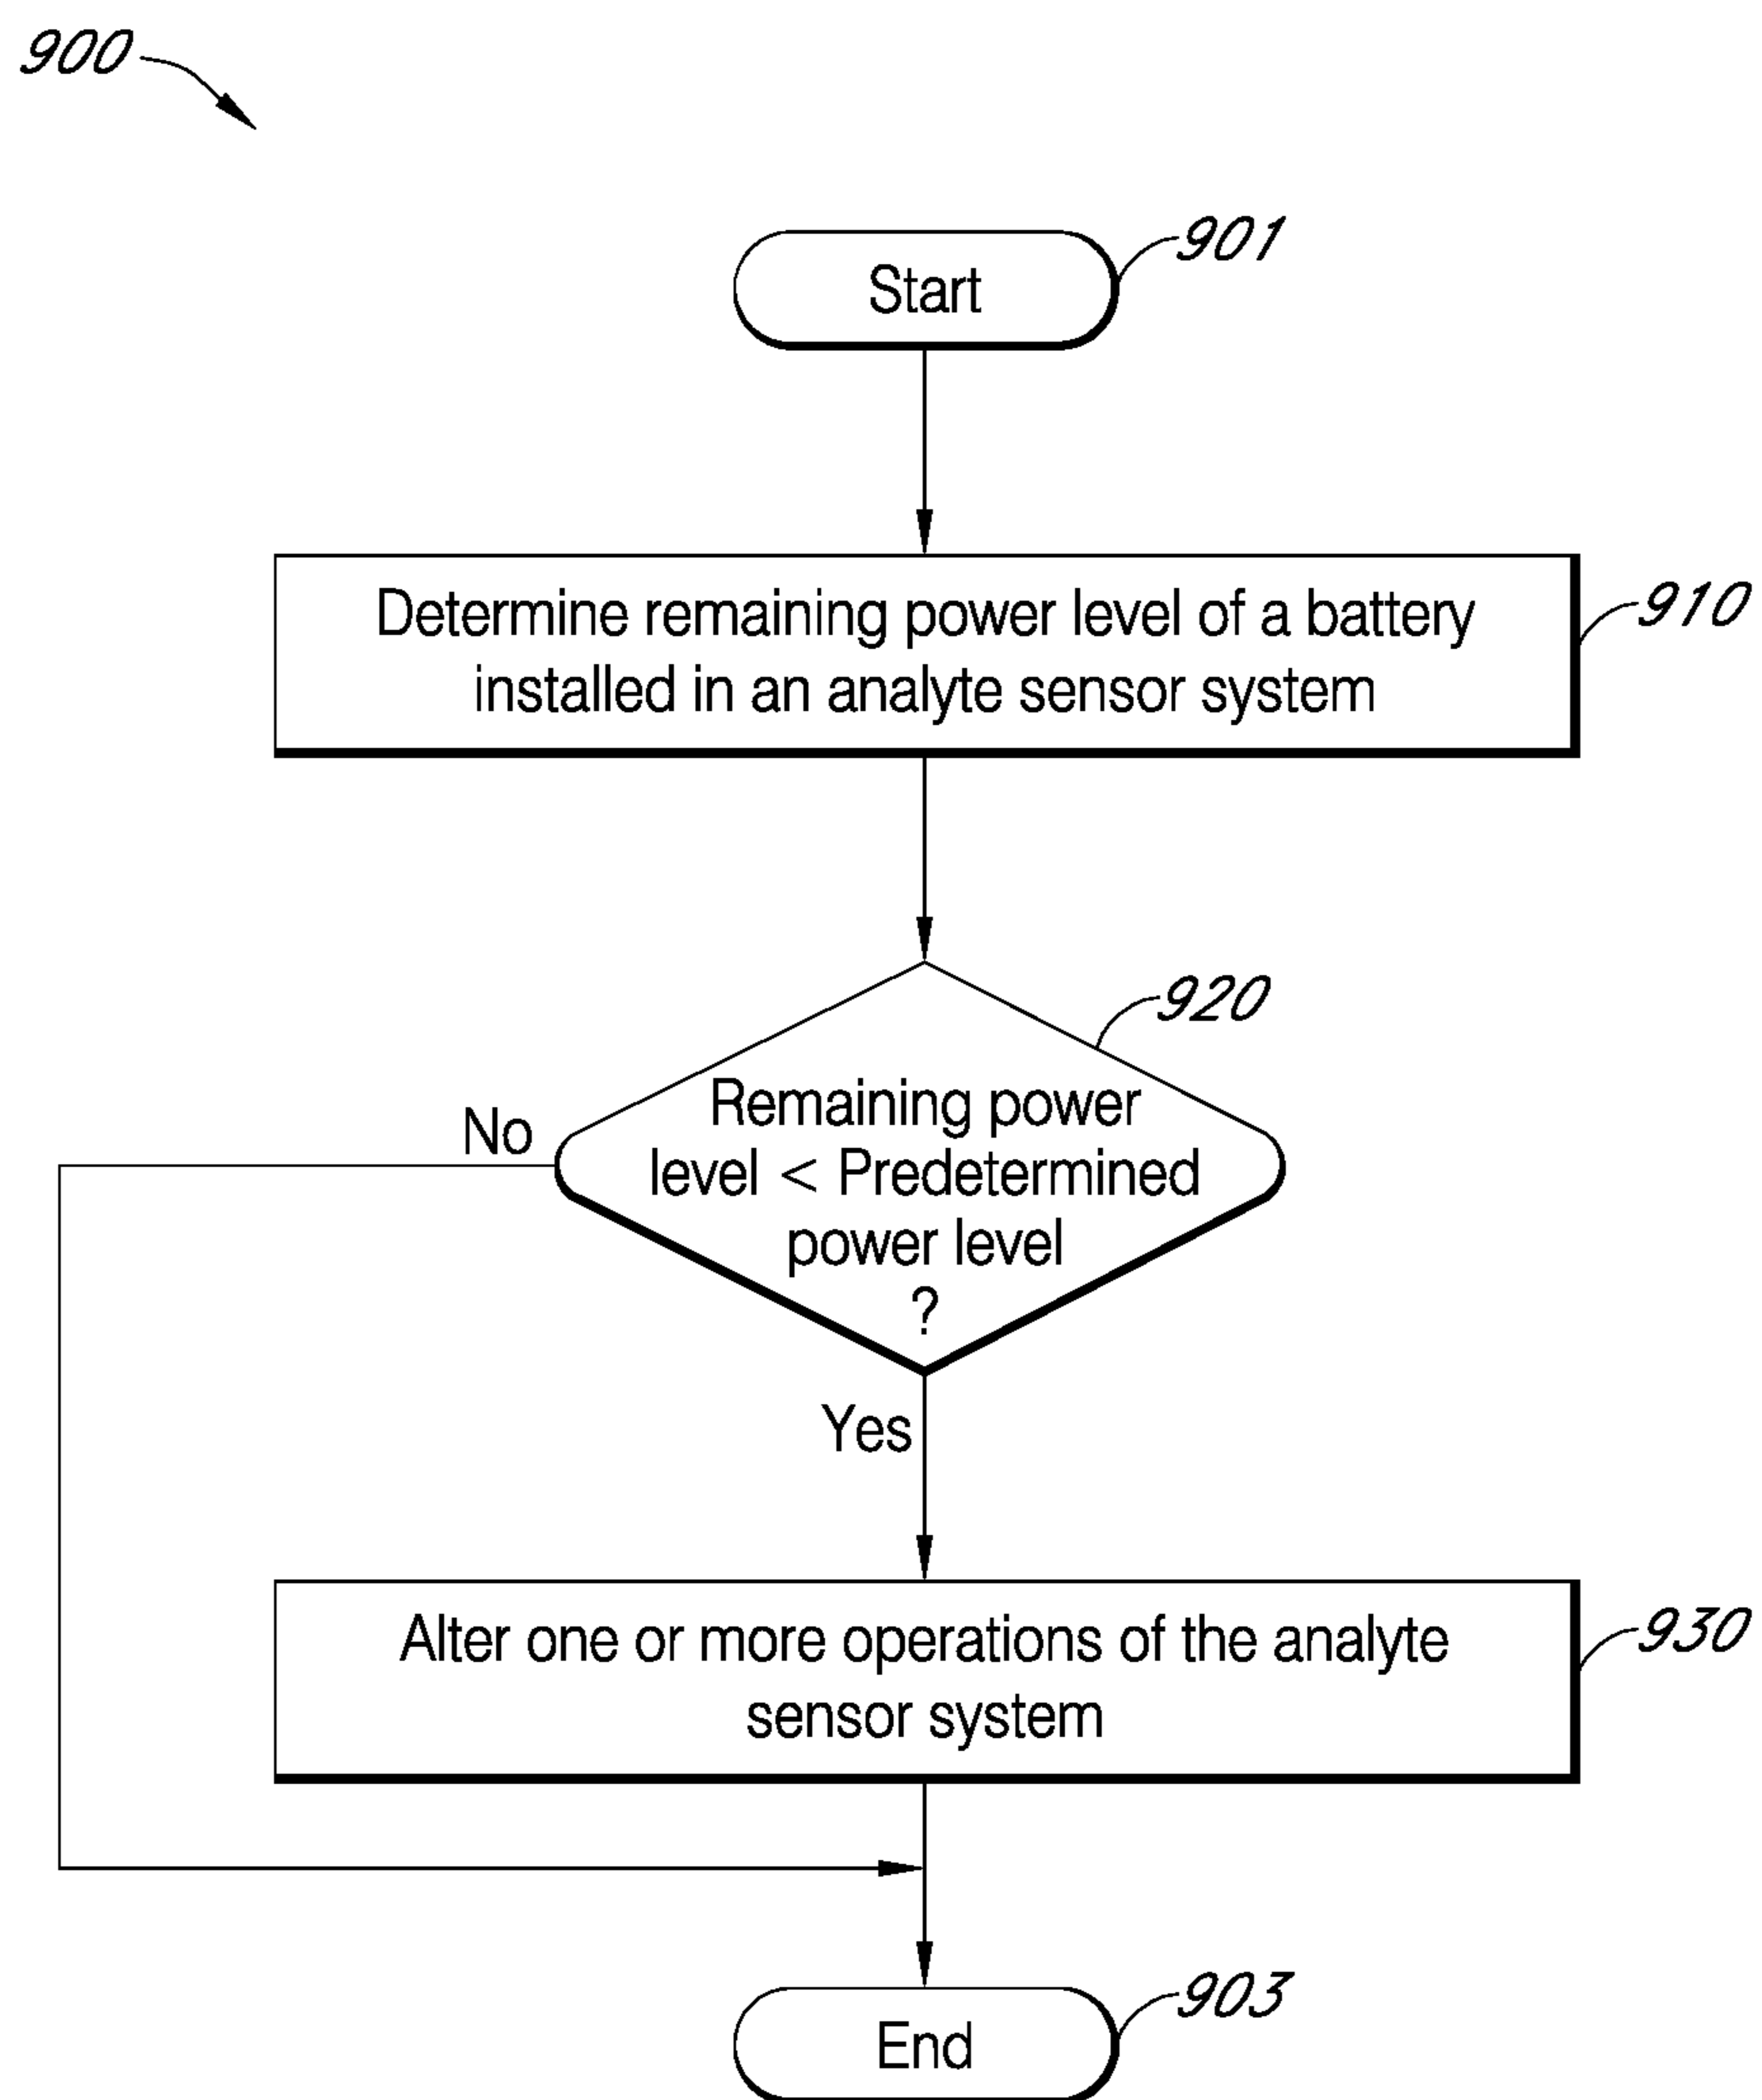 900
901
Start
Determine remaining power level of a battery
installed in an analyte sensor system
910
920
Remaining power
level < Predetermined
power level
?
No
Yes
Alter one or more operations of the analyte
sensor system
930
903
End